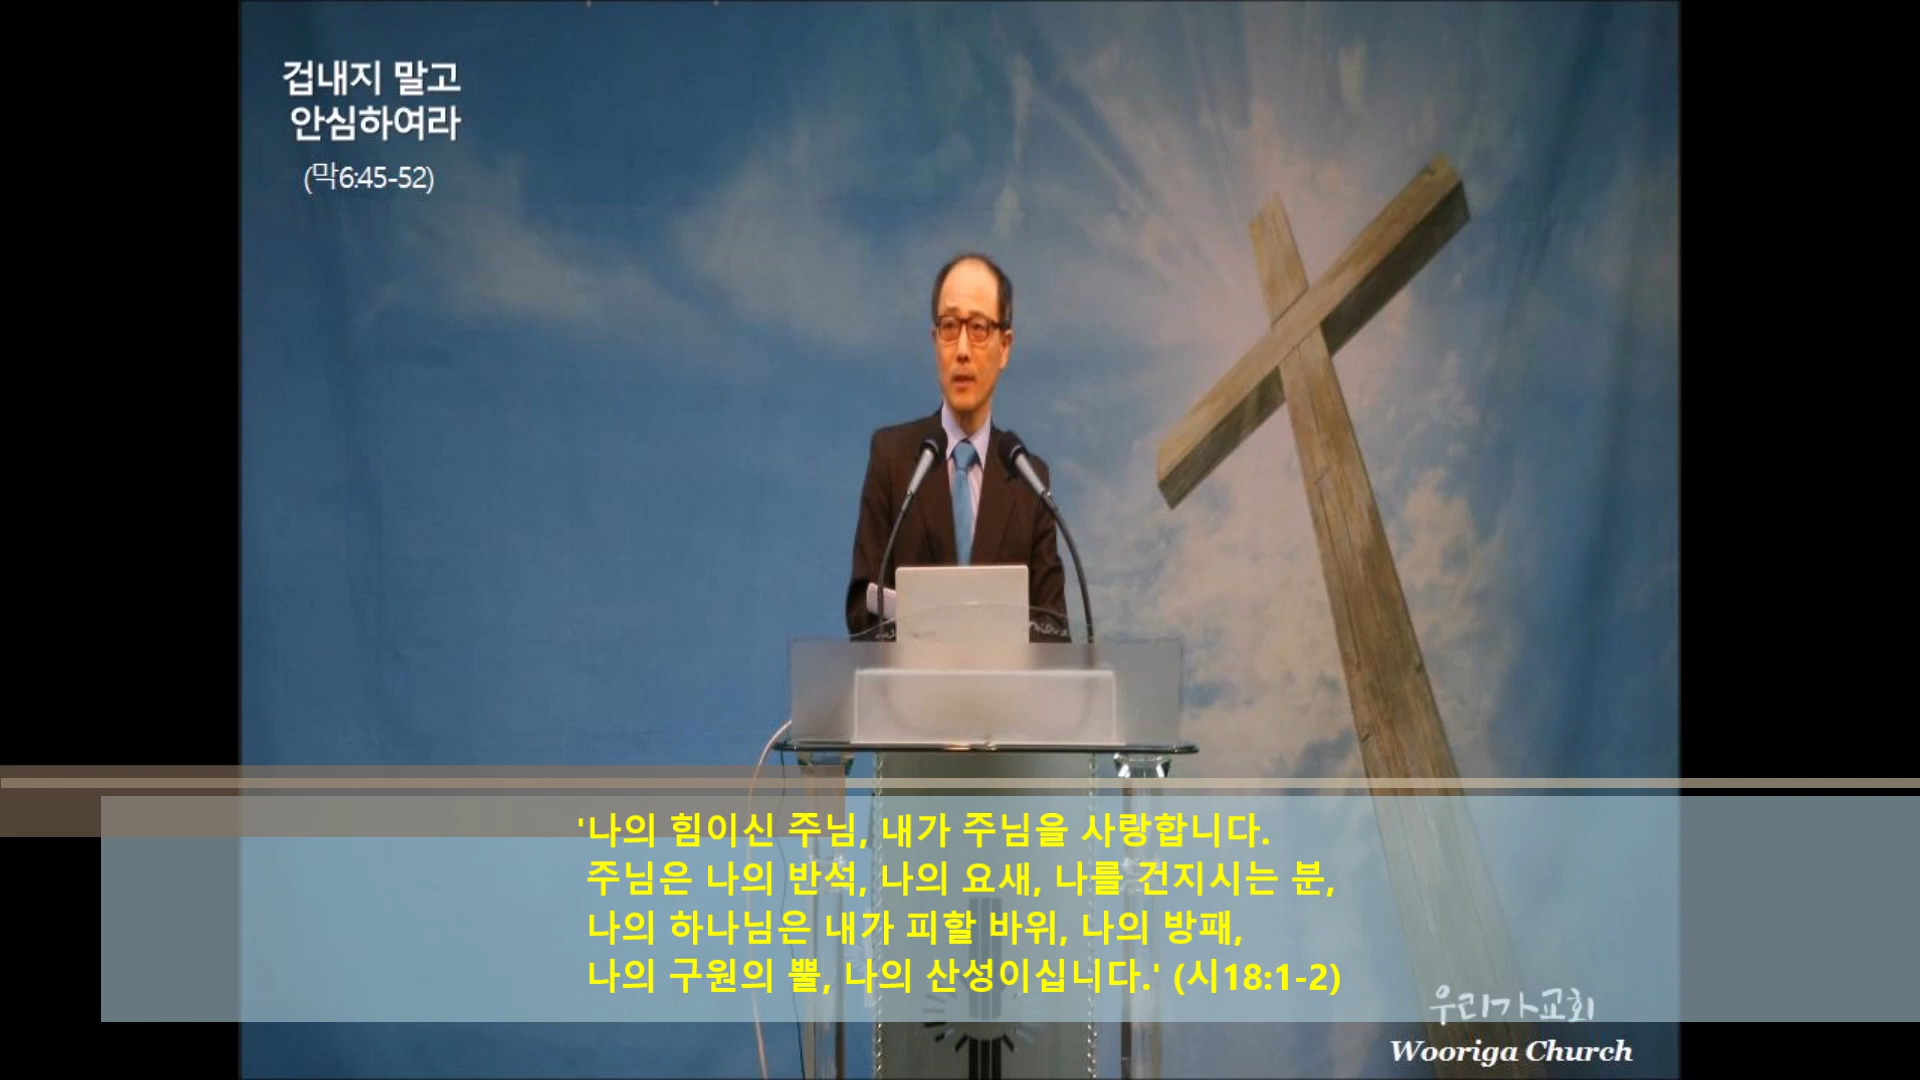 겁내지 말고
안심하여라
(막6:45-52)
'나의 힘이신 주님, 내가 주님을 사랑합니다.
주님은 나의 반석, 나의 요새, 나를 건지시는 분,
나의 하나님은 내가 피할 바위, 나의 방패,
나의 구원의 뿔, 나의 산성이십니다.' (시18:1-2)
우리가교회
Wooriga Church